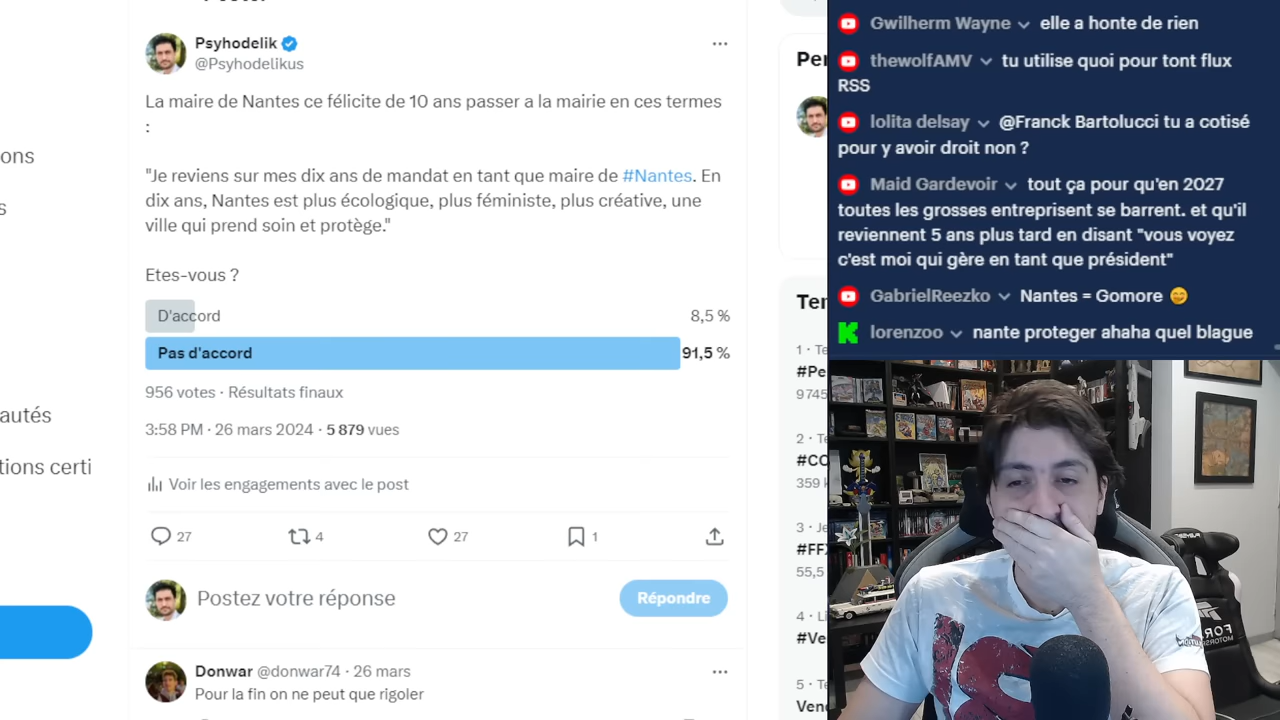 Psyhodelik
@Psyhodelikus
La maire de Nantes ce félicite de 10 ans passer a la mairie en ces termes
:
"Je reviens sur mes dix ans de mandat en tant que maire de #Nantes. En
dix ans, Nantes est plus écologique, plus féministe, plus créative, une
ville qui prend soin et protège."
Etes-vous ?
D'accord 8,5 %
Pas d'accord 91,5 %
956 votes · Résultats finaux
3:58 PM · 26 mars 2024 · 5 879 vues
Voir les engagements avec le post
27 4 27 1
Postez votre réponse
Répondre
Donwar @donwar74 · 26 mars
Pour la fin on ne peut que rigoler
ons
s
autés
tions certi
Per
Ter
1 · Te
#Pe
9 745
2 · Te
#CO
359 k
3 · Je
#FF
55,5
4 · Li
#Ve
5 · Te
Vend
Gwilherm Wayne elle a honte de rien
thewolfAMV tu utilise quoi pour tont flux
RSS
lolita delsay @Franck Bartolucci tu a cotisé
pour y avoir droit non ?
Maid Gardevoir tout ça pour qu'en 2027
toutes les grosses entreprisent se barrent. et qu'il
reviennent 5 ans plus tard en disant "vous voyez
c'est moi qui gère en tant que président"
GabrielReezko Nantes = Gomore 🤭
lorenzoo nante proteger ahaha quel blague